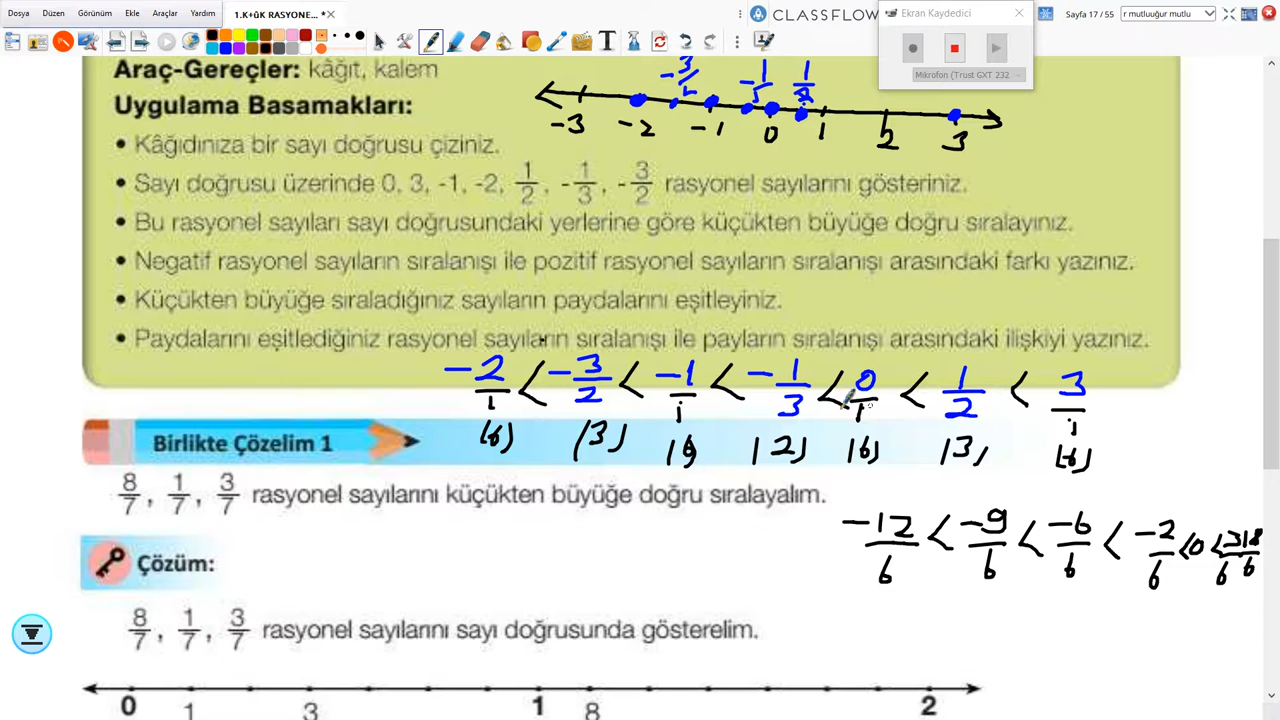 Dosya Düzen Görünüm Ekle Araçlar Yardım
1.K+ûK RASYONE... *
CLASSFLOW
Ekran Kaydedici
Mikrofon (Trust GXT 232
Sayfa 17 / 55
r mutluuğur mutlu
Araç-Gereçler: kâğıt, kalem
Uygulama Basamakları:
-3 -2 -1 0 1 2 3
• Kâğıdınıza bir sayı doğrusu çiziniz.
• Sayı doğrusu üzerinde 0, 3, -1, -2, 1/2, -1/3, -3/2 rasyonel sayılarını gösteriniz.
• Bu rasyonel sayıları sayı doğrusundaki yerlerine göre küçükten büyüğe doğru sıralayınız.
• Negatif rasyonel sayıların sıralanışı ile pozitif rasyonel sayıların sıralanışı arasındaki farkı yazınız.
• Küçükten büyüğe sıraladığınız sayıların paydalarını eşitleyiniz.
• Paydalarını eşitlediğiniz rasyonel sayıların sıralanışı ile payların sıralanışı arasındaki ilişkiyi yazınız.
-2/1 < -3/2 < -1/1 < -1/3 < 0/1 < 1/2 < 3/1
(6) (3) (6) (2) (6) (3) (6)
Birlikte Çözelim 1
8/7, 1/7, 3/7 rasyonel sayılarını küçükten büyüğe doğru sıralayalım.
-12/6 < -9/6 < -6/6 < -2/6 < 0 < 3/6 18/6
Çözüm:
8/7, 1/7, 3/7 rasyonel sayılarını sayı doğrusunda gösterelim.
0 1 2
1 3 8